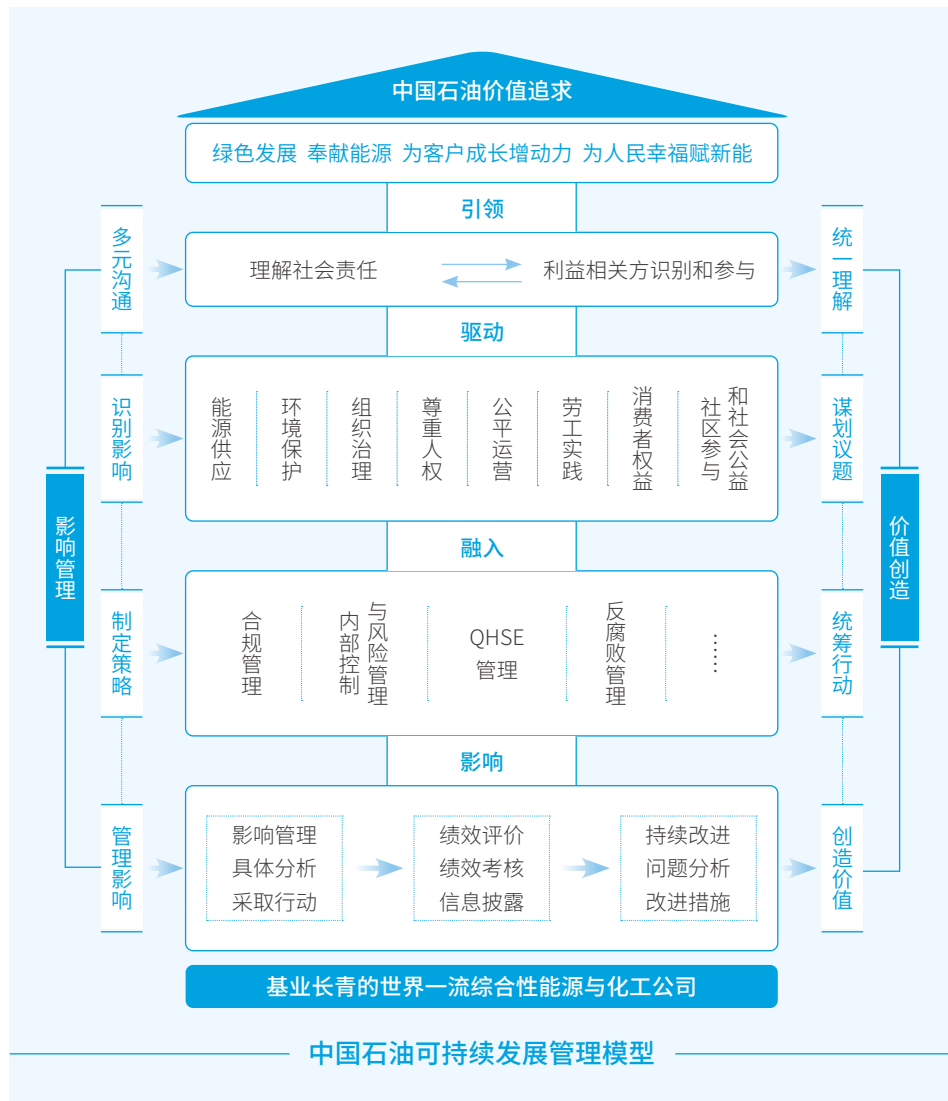 中国石油价值追求
绿色发展 奉献能源 为客户成长增动力 为人民幸福赋新能
引领
多元沟通
理解社会责任
利益相关方识别和参与
统一理解
驱动
识别影响
能源供应
环境保护
组织治理
尊重人权
公平运营
劳工实践
消费者权益
社区参与
和社会公益
谋划议题
影响管理
价值创造
融入
制定策略
合规管理
内部控制
与风险管理
QHSE
管理
反腐败管理
……
统筹行动
影响
管理影响
影响管理
具体分析
采取行动
绩效评价
绩效考核
信息披露
持续改进
问题分析
改进措施
创造价值
基业长青的世界一流综合性能源与化工公司
中国石油可持续发展管理模型